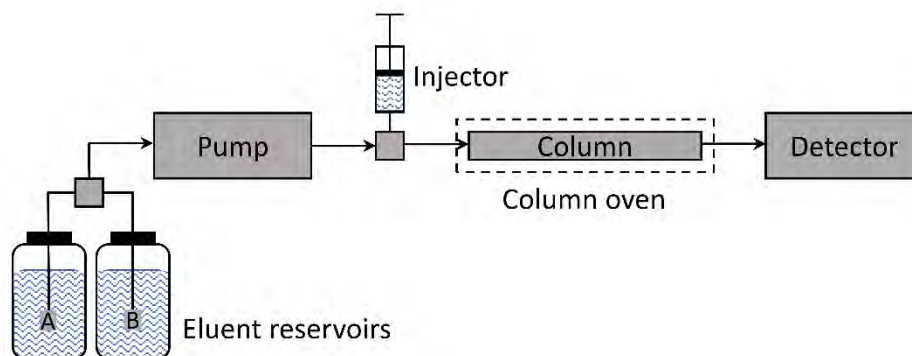 Injector
Pump
Column
Detector
Column oven
A
B
Eluent reservoirs